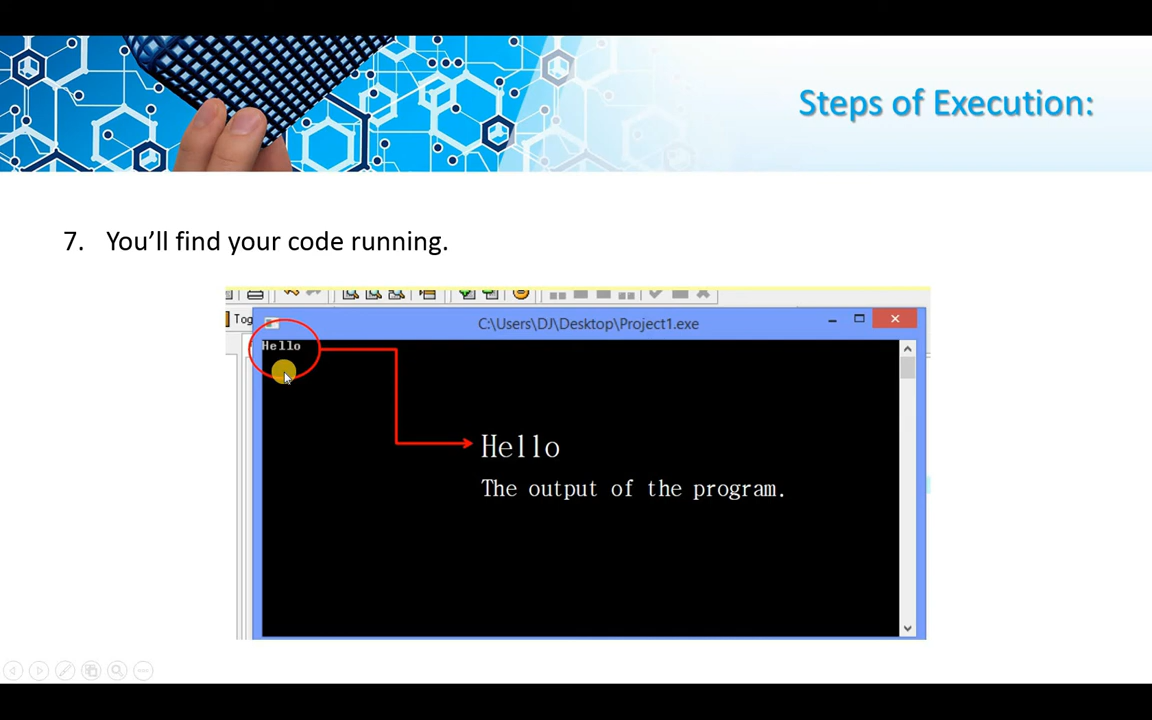 Steps of Execution:
7. You’ll find your code running.
Tog
C:\Users\DJ\Desktop\Project1.exe
Hello
Hello
The output of the program.